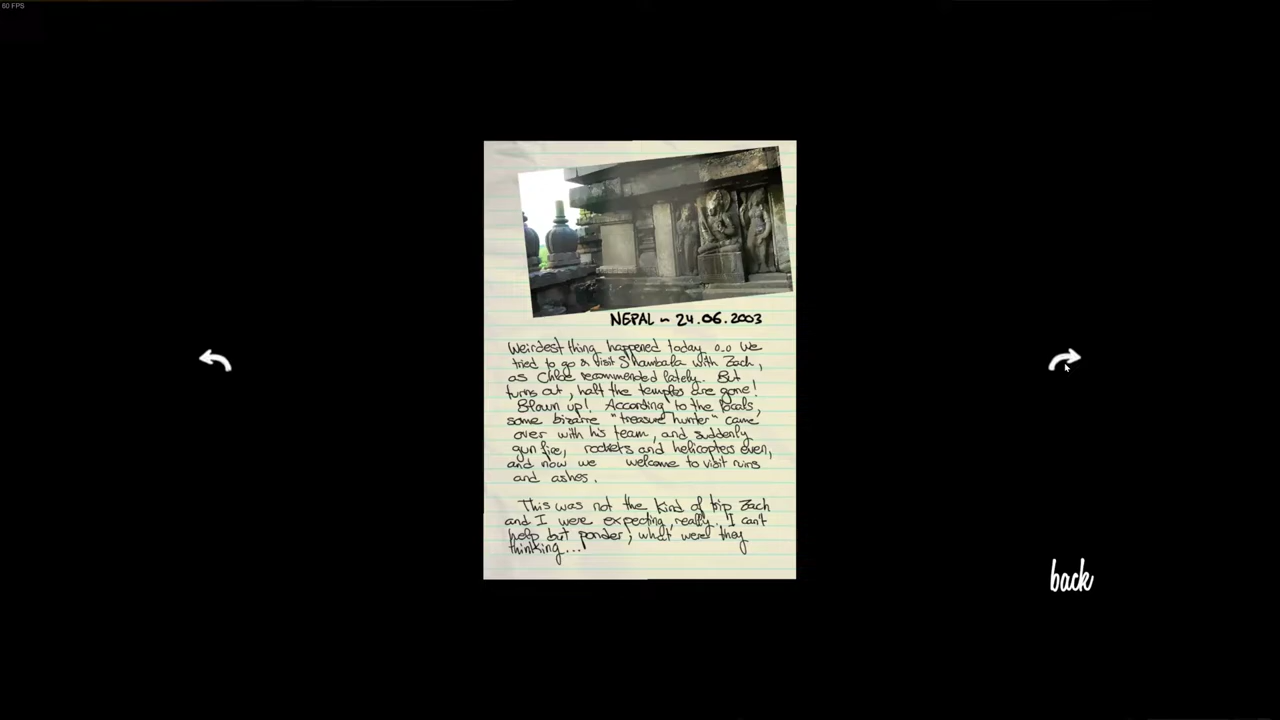 60 FPS
NEPAL ~ 24.06.2003
Weirdest thing happened today o.o We
tried to go & visit Shambala with Zach,
as Chloe recommended lately. But
turns out, half the temples are gone!
Blown up! According to the locals,
some bizarre "treasure hunter" came
over with his team, and suddenly
gun fire, rockets and helicopters even,
and now we welcome to visit ruins
and ashes.
This was not the kind of trip Zach
and I were expecting, really. I can't
help but ponder; what were they
thinking...
back